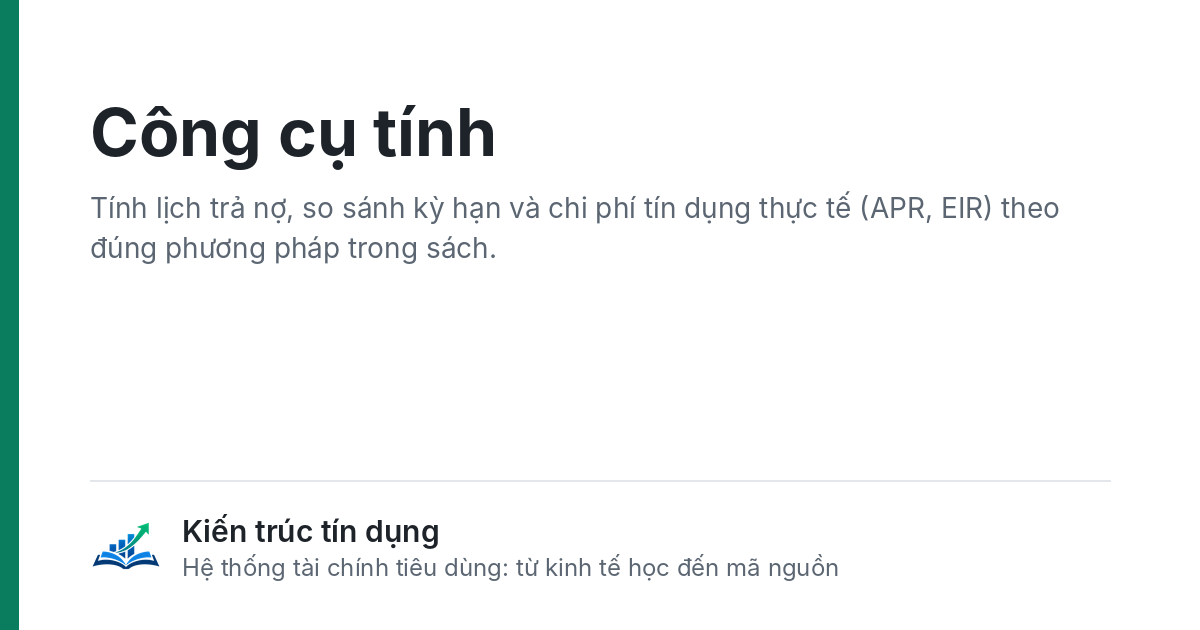 Công cụ tính
Tính lịch trả nợ, so sánh kỳ hạn và chi phí tín dụng thực tế (APR, EIR) theo
đúng phương pháp trong sách.
Kiến trúc tín dụng
Hệ thống tài chính tiêu dùng: từ kinh tế học đến mã nguồn